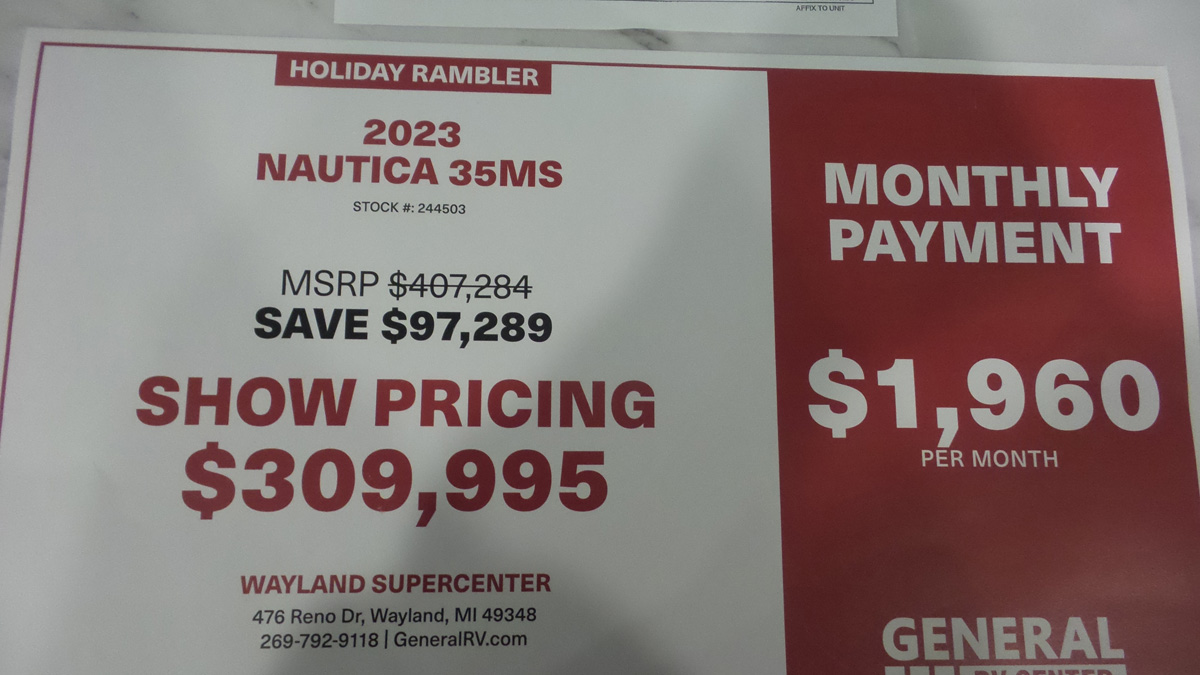 AFFIX TO UNIT
HOLIDAY RAMBLER
2023
NAUTICA 35MS
STOCK #: 244503
MSRP $407,284
SAVE $97,289
SHOW PRICING
$309,995
WAYLAND SUPERCENTER
476 Reno Dr, Wayland, MI 49348
269-792-9118 | GeneralRV.com
MONTHLY
PAYMENT
$1,960
PER MONTH
GENERAL
RV CENTER